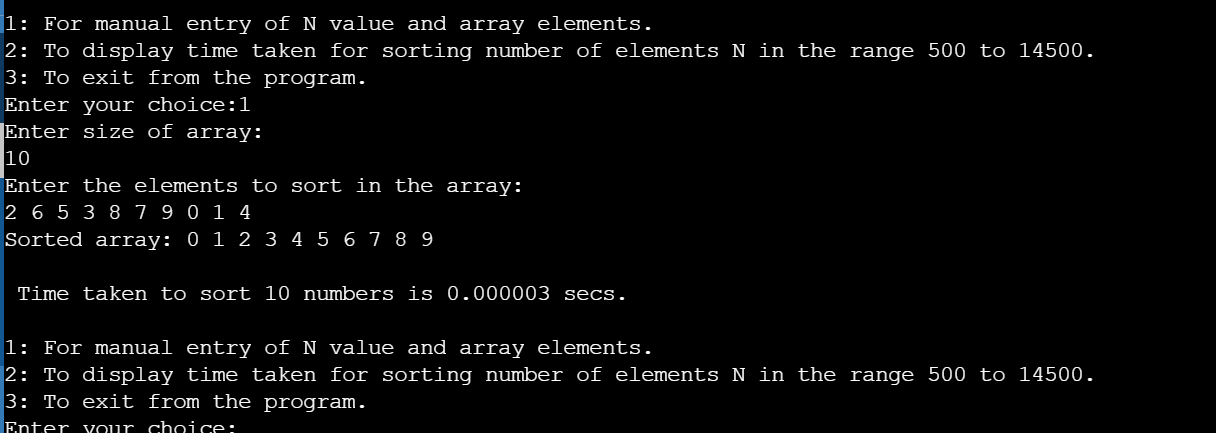 1: For manual entry of N value and array elements.
2: To display time taken for sorting number of elements N in the range 500 to 14500.
3: To exit from the program.
Enter your choice:1
Enter size of array:
10
Enter the elements to sort in the array:
2 6 5 3 8 7 9 0 1 4
Sorted array: 0 1 2 3 4 5 6 7 8 9
Time taken to sort 10 numbers is 0.000003 secs.
1: For manual entry of N value and array elements.
2: To display time taken for sorting number of elements N in the range 500 to 14500.
3: To exit from the program.
Enter your choice: